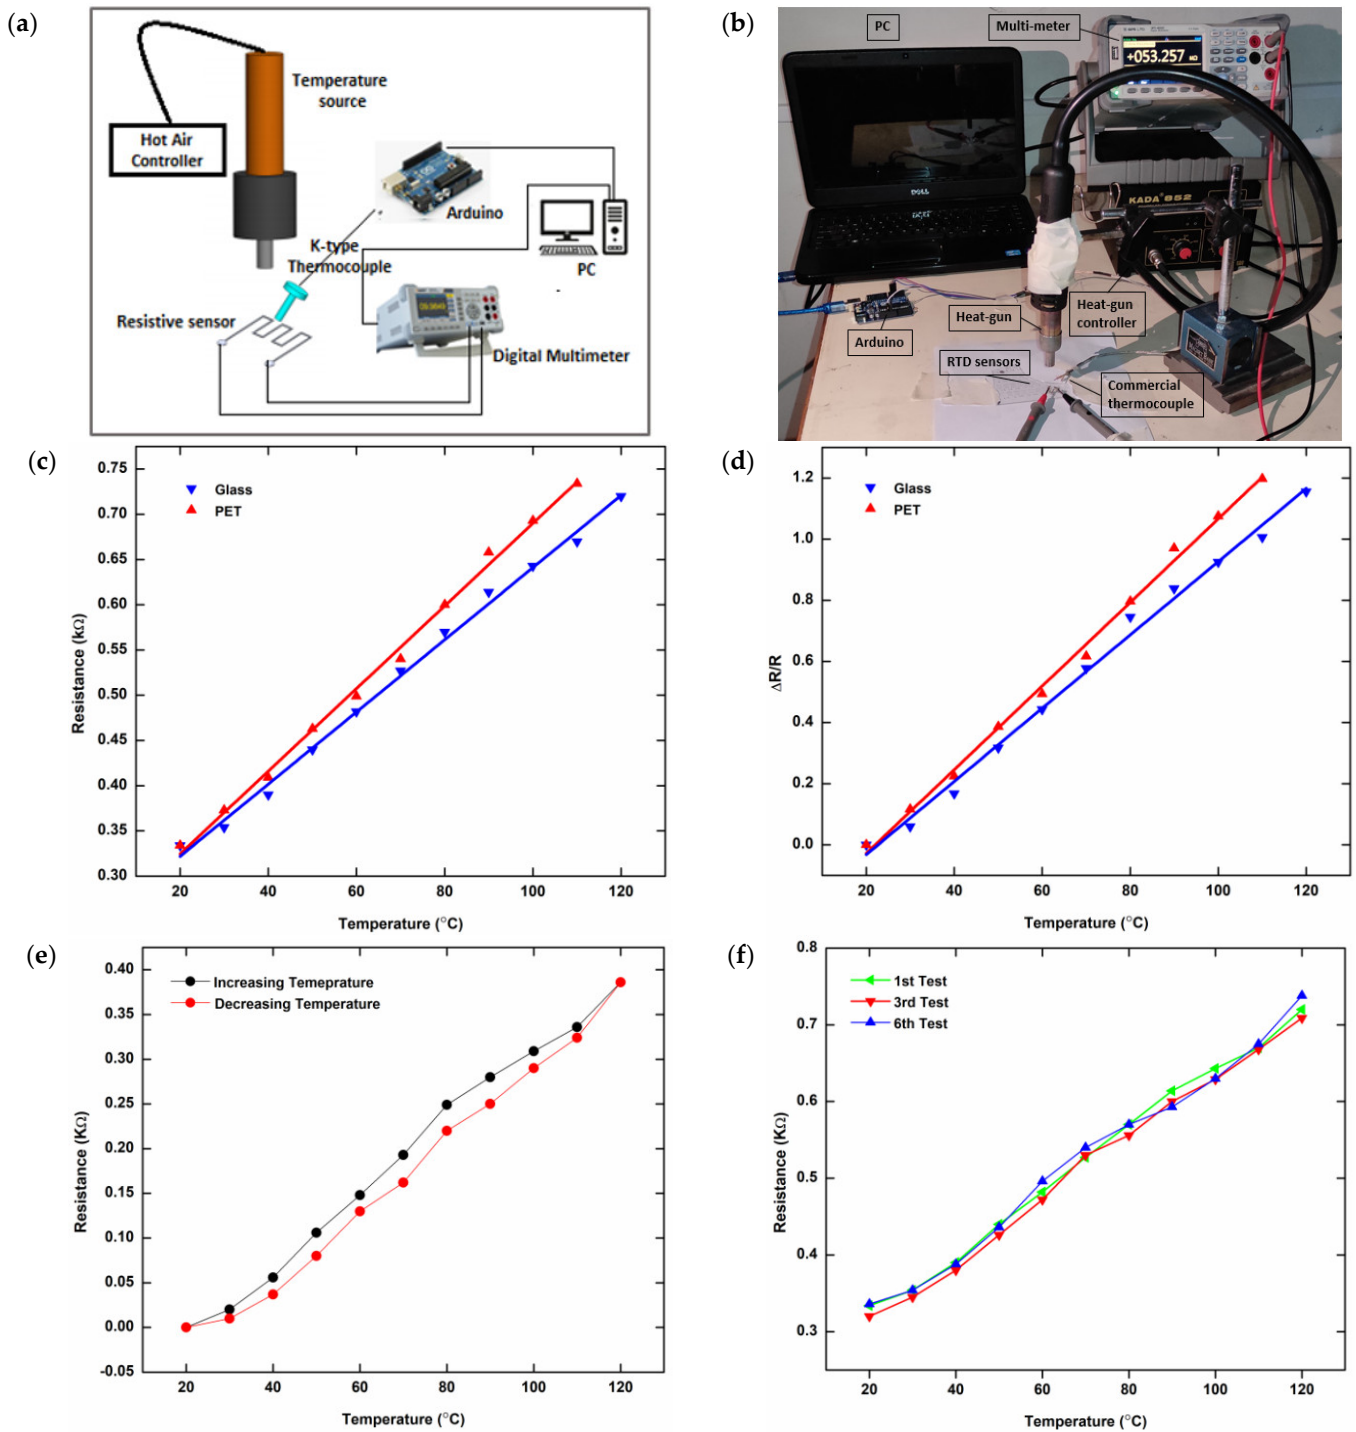 (a)
Temperature
source
Hot Air
Controller
Arduino
K-type
Thermocouple
PC
Resistive sensor
Digital Multimeter
(b)
PC
Multi-meter
+053.257 MΩ
DELL
KADA 852
Heat-gun
Heat-gun
controller
Arduino
RTD sensors
Commercial
thermocouple
(c)
Glass
PET
0.75
0.70
0.65
0.60
0.55
0.50
0.45
0.40
0.35
0.30
Resistance (kΩ)
20 40 60 80 100 120
Temperature (°C)
(d)
Glass
PET
1.2
1.0
0.8
0.6
0.4
0.2
0.0
ΔR/R
20 40 60 80 100 120
Temperature (°C)
(e)
Increasing Temeprature
Decreasing Temperature
0.40
0.35
0.30
0.25
0.20
0.15
0.10
0.05
0.00
-0.05
Resistance (KΩ)
20 40 60 80 100 120
Temperature (°C)
(f)
1st Test
3rd Test
6th Test
0.8
0.7
0.6
0.5
0.4
0.3
Resistance (KΩ)
20 40 60 80 100 120
Temperature (°C)